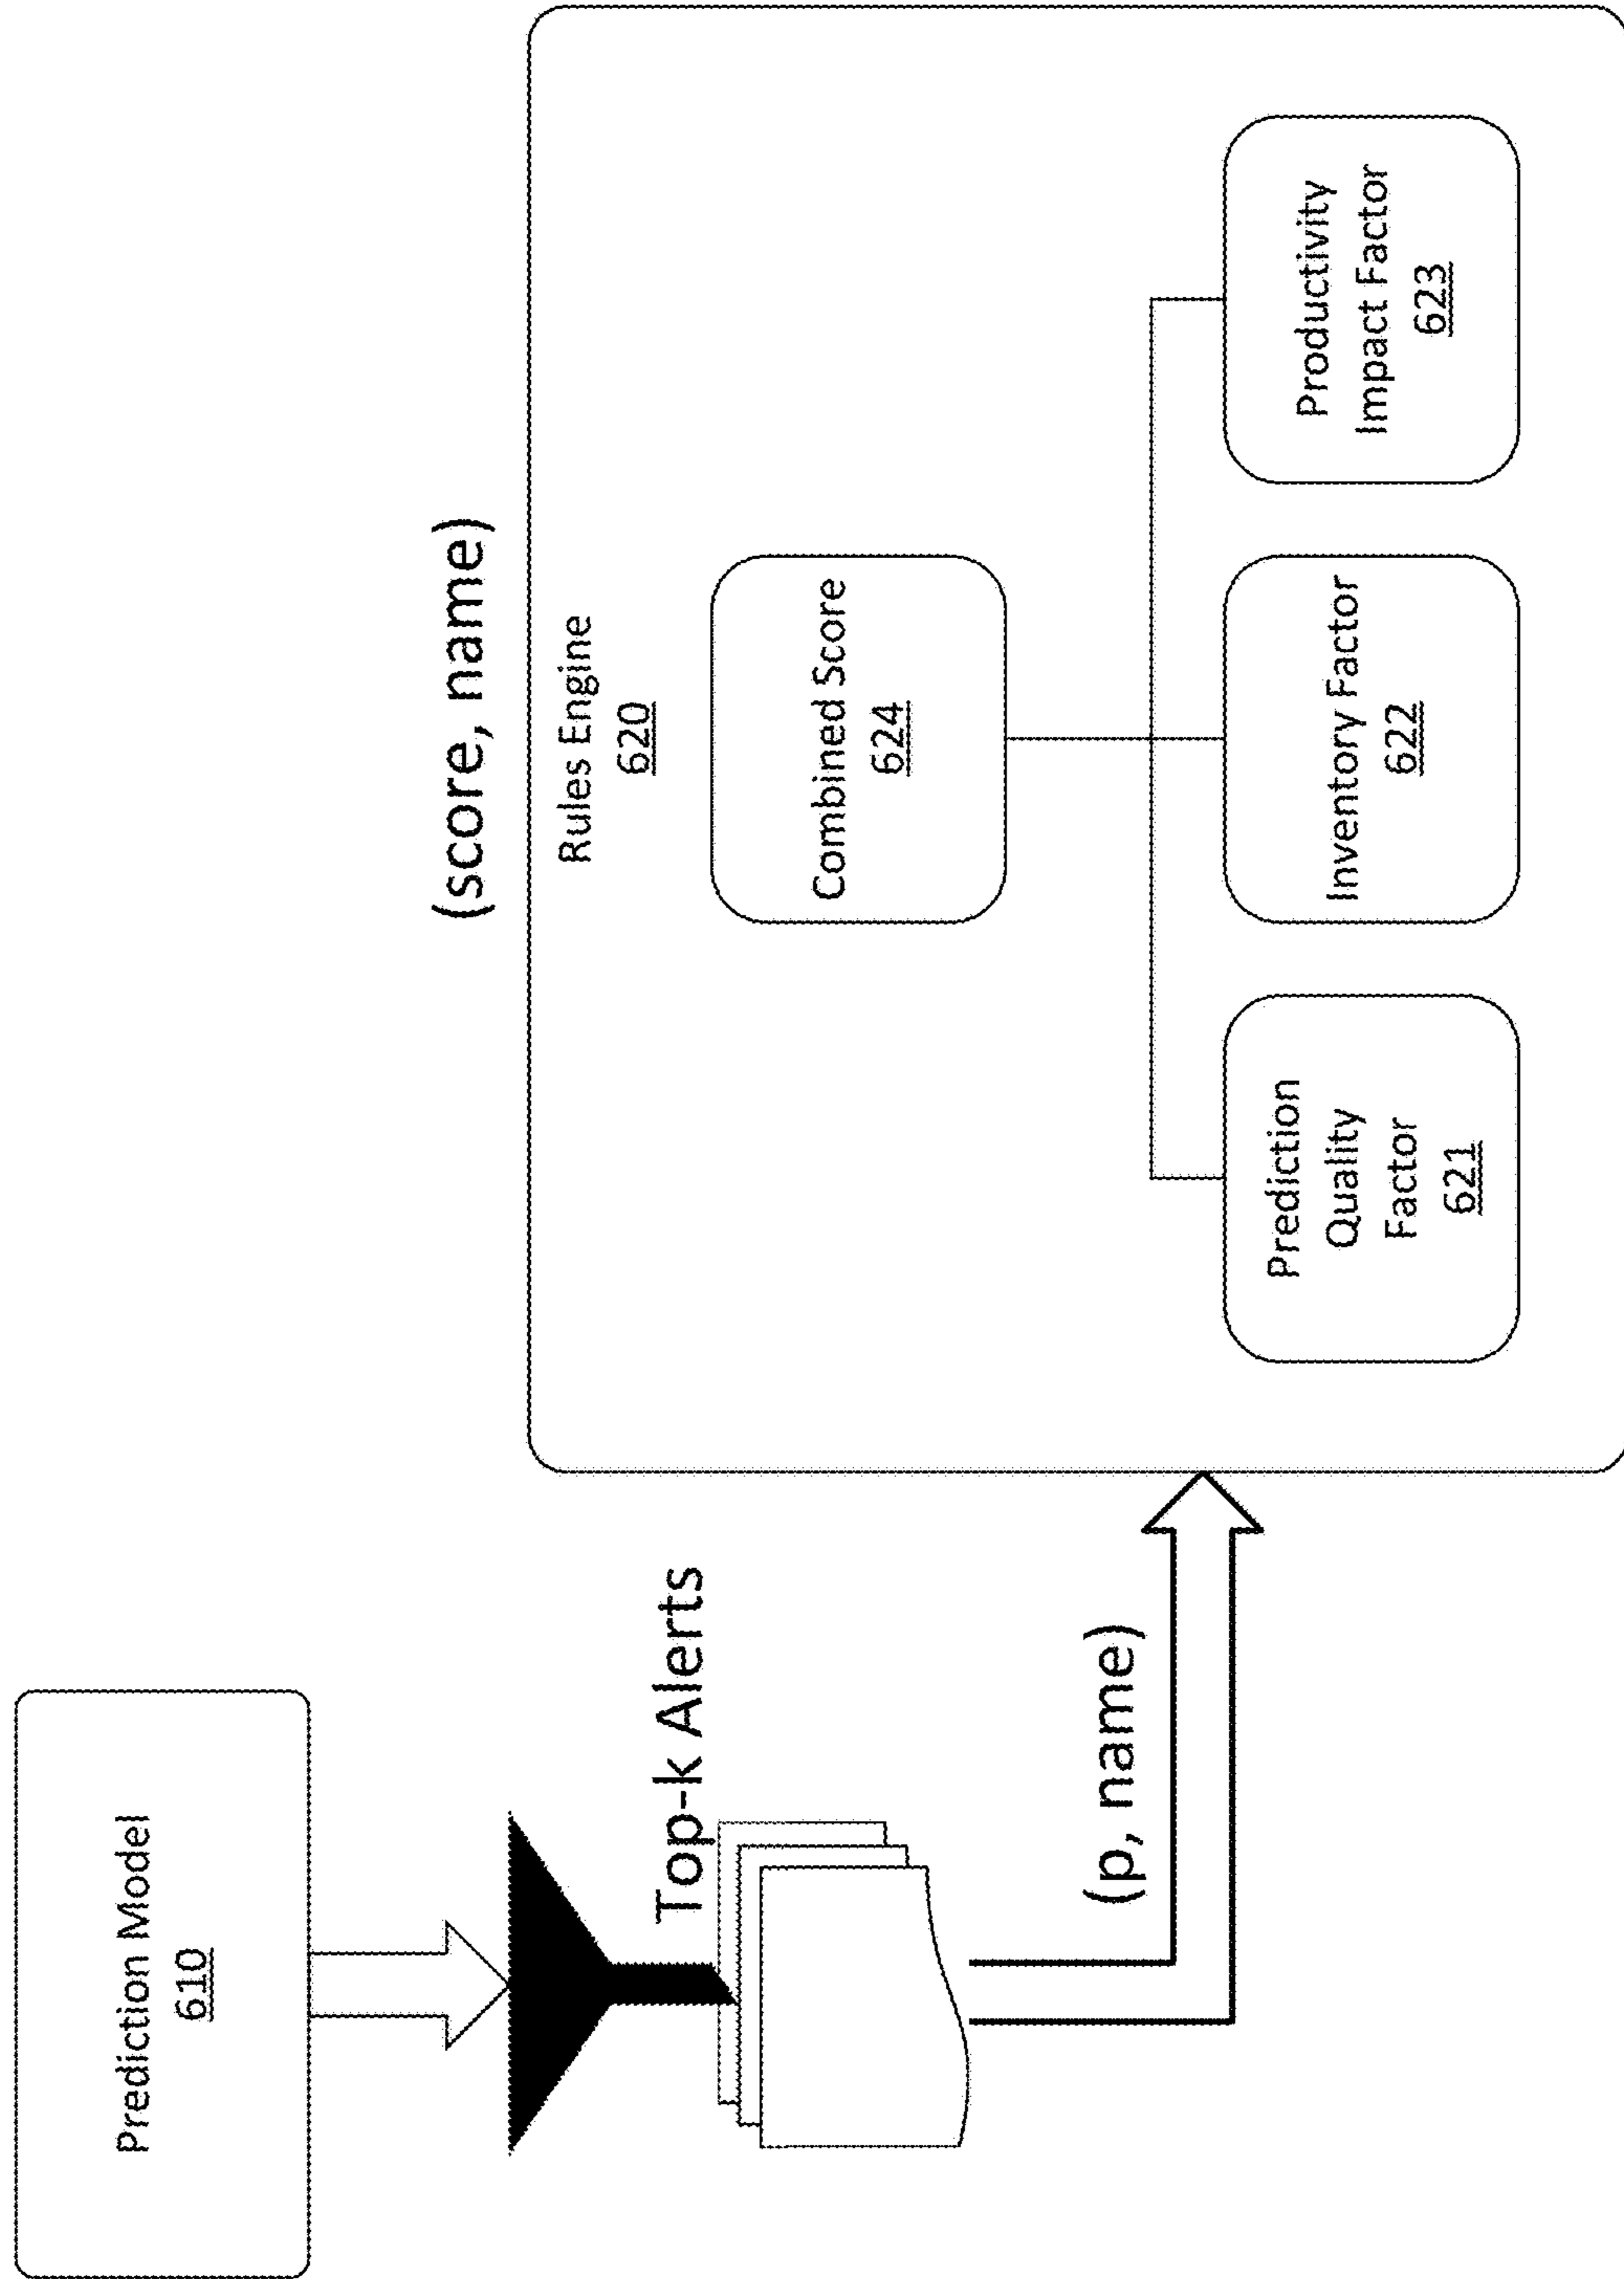 Prediction Model
610
Top-k Alerts
(p, name)
(score, name)
Rules Engine
620
Combined Score
624
Prediction
Quality
Factor
621
Inventory Factor
622
Productivity
Impact Factor
623